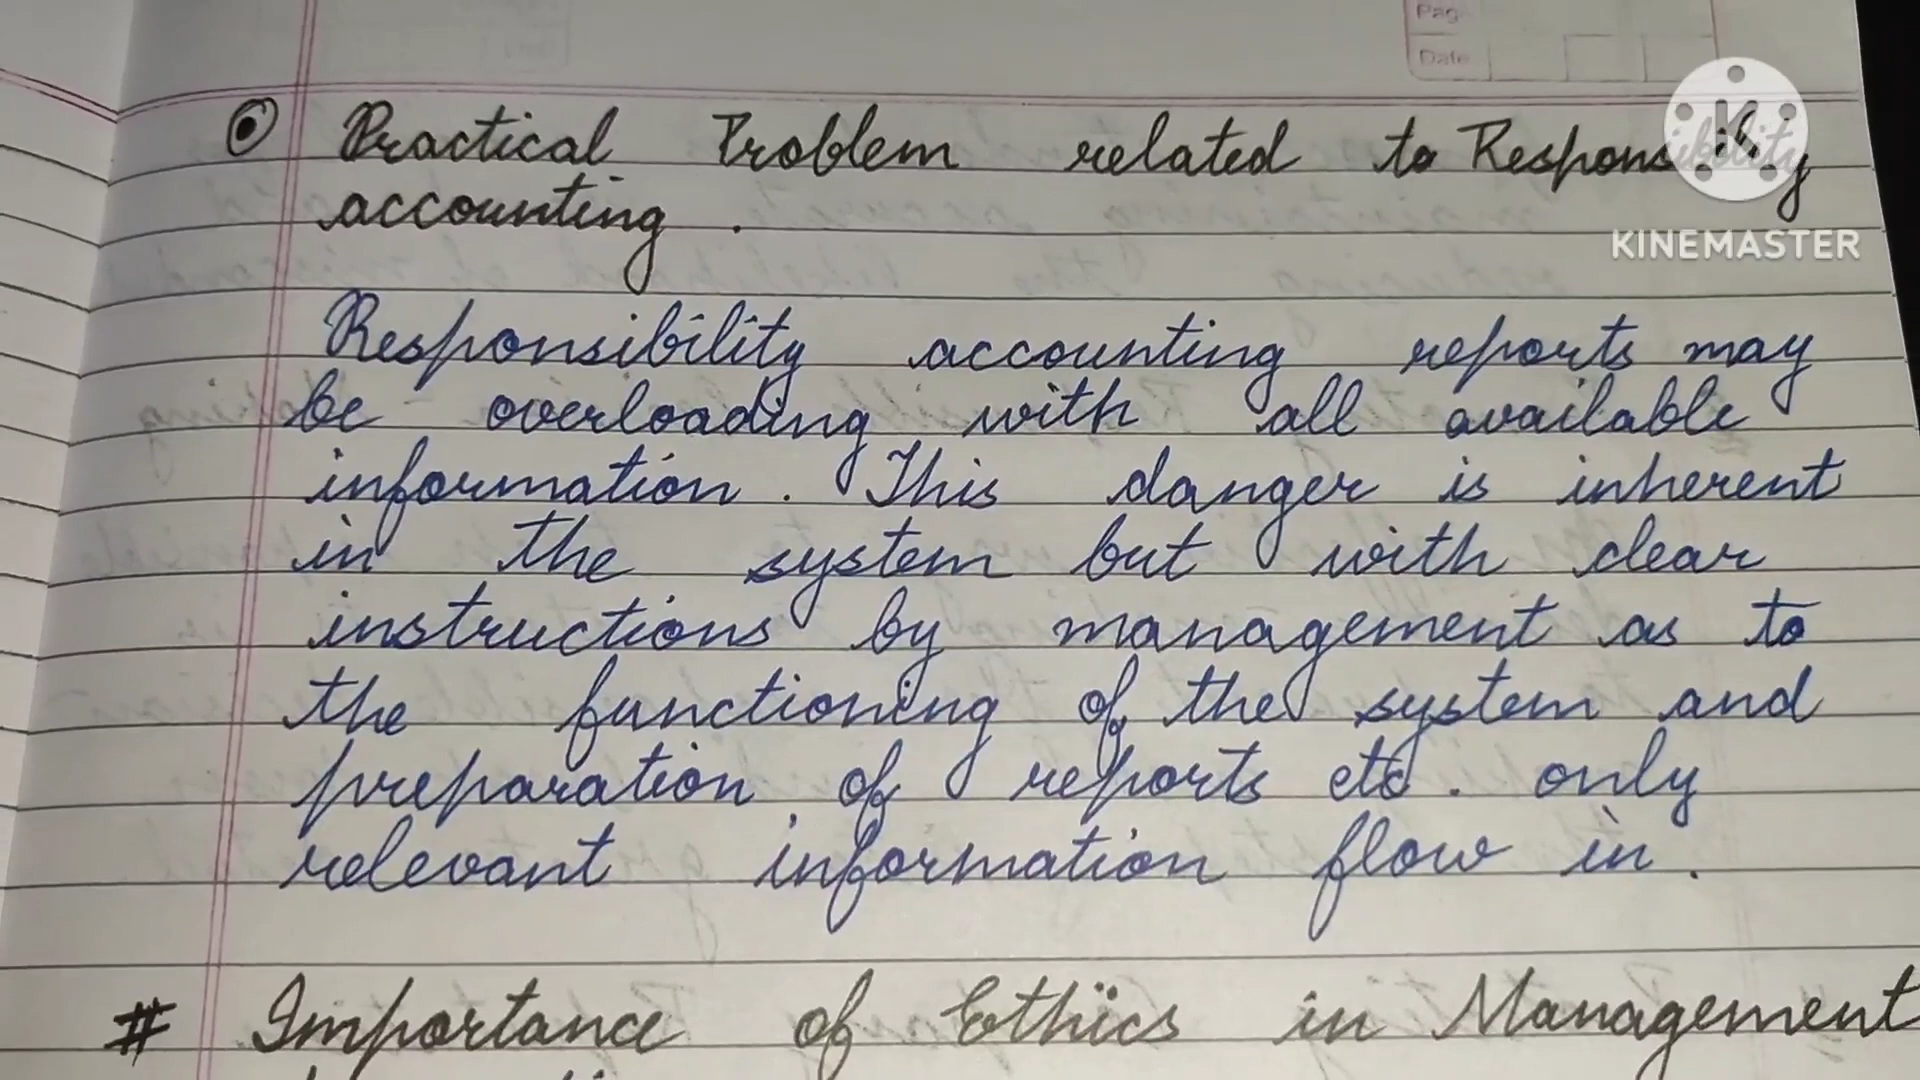 Page
Date
Practical Problem related to Responsibility
accounting.
KINEMASTER
Responsibility accounting reports may
be overloading with all available
information. This danger is inherent
in the system but with clear
instructions by management as to
the functioning of the system and
preparation of reports etc. only
relevant information flow in.
# Importance of Ethics in Management